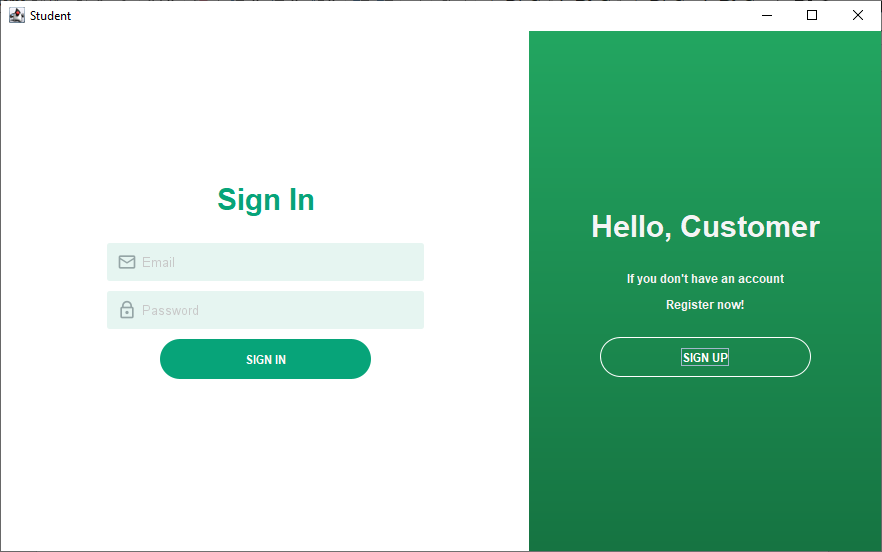 Student
Sign In
Email
Password
SIGN IN
Hello, Customer
If you don't have an account
Register now!
SIGN UP